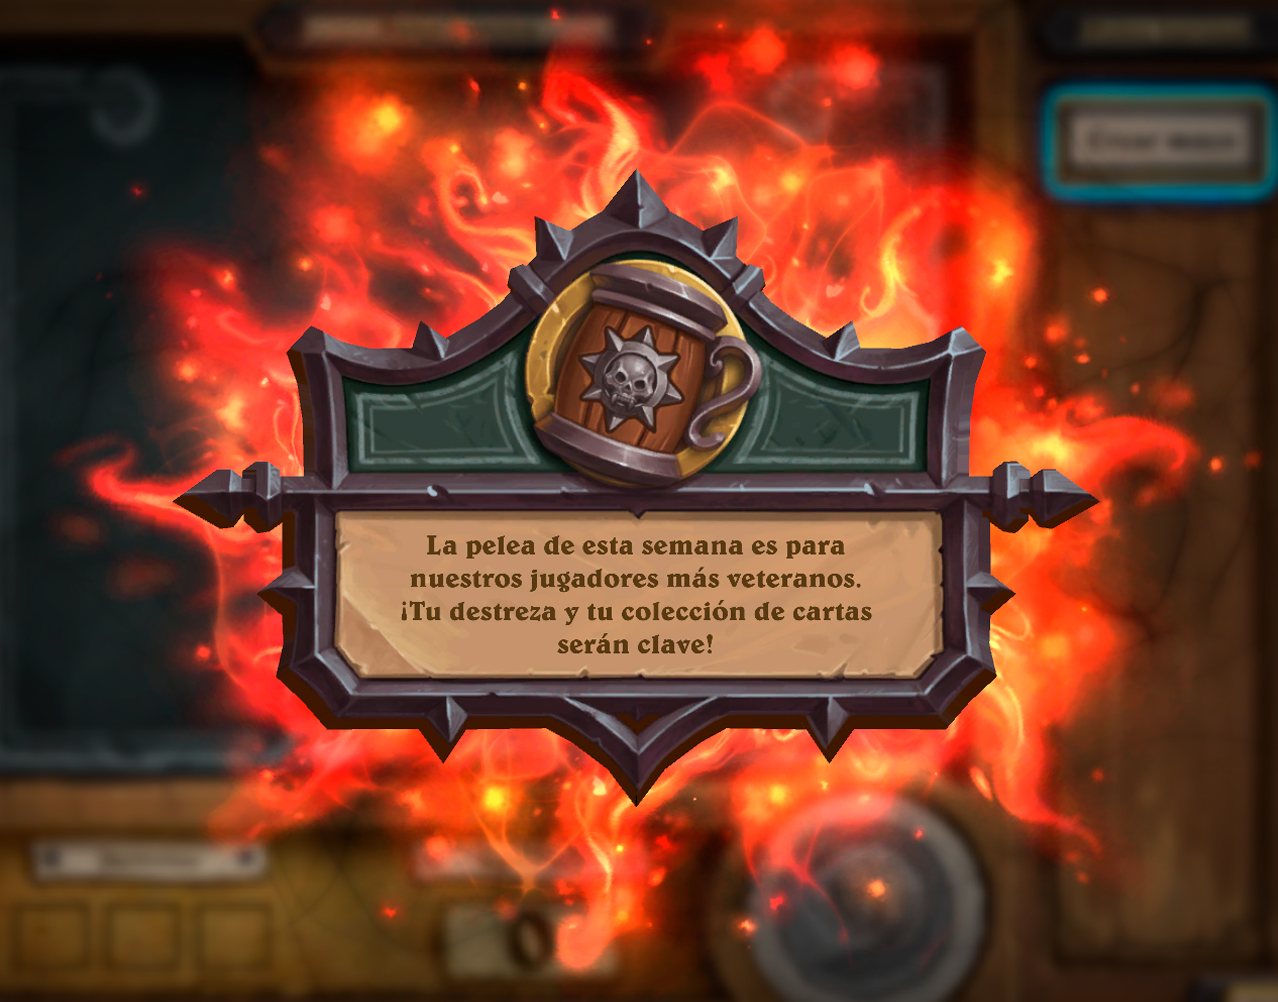 La pelea de esta semana es para
nuestros jugadores más veteranos.
¡Tu destreza y tu colección de cartas
serán clave!